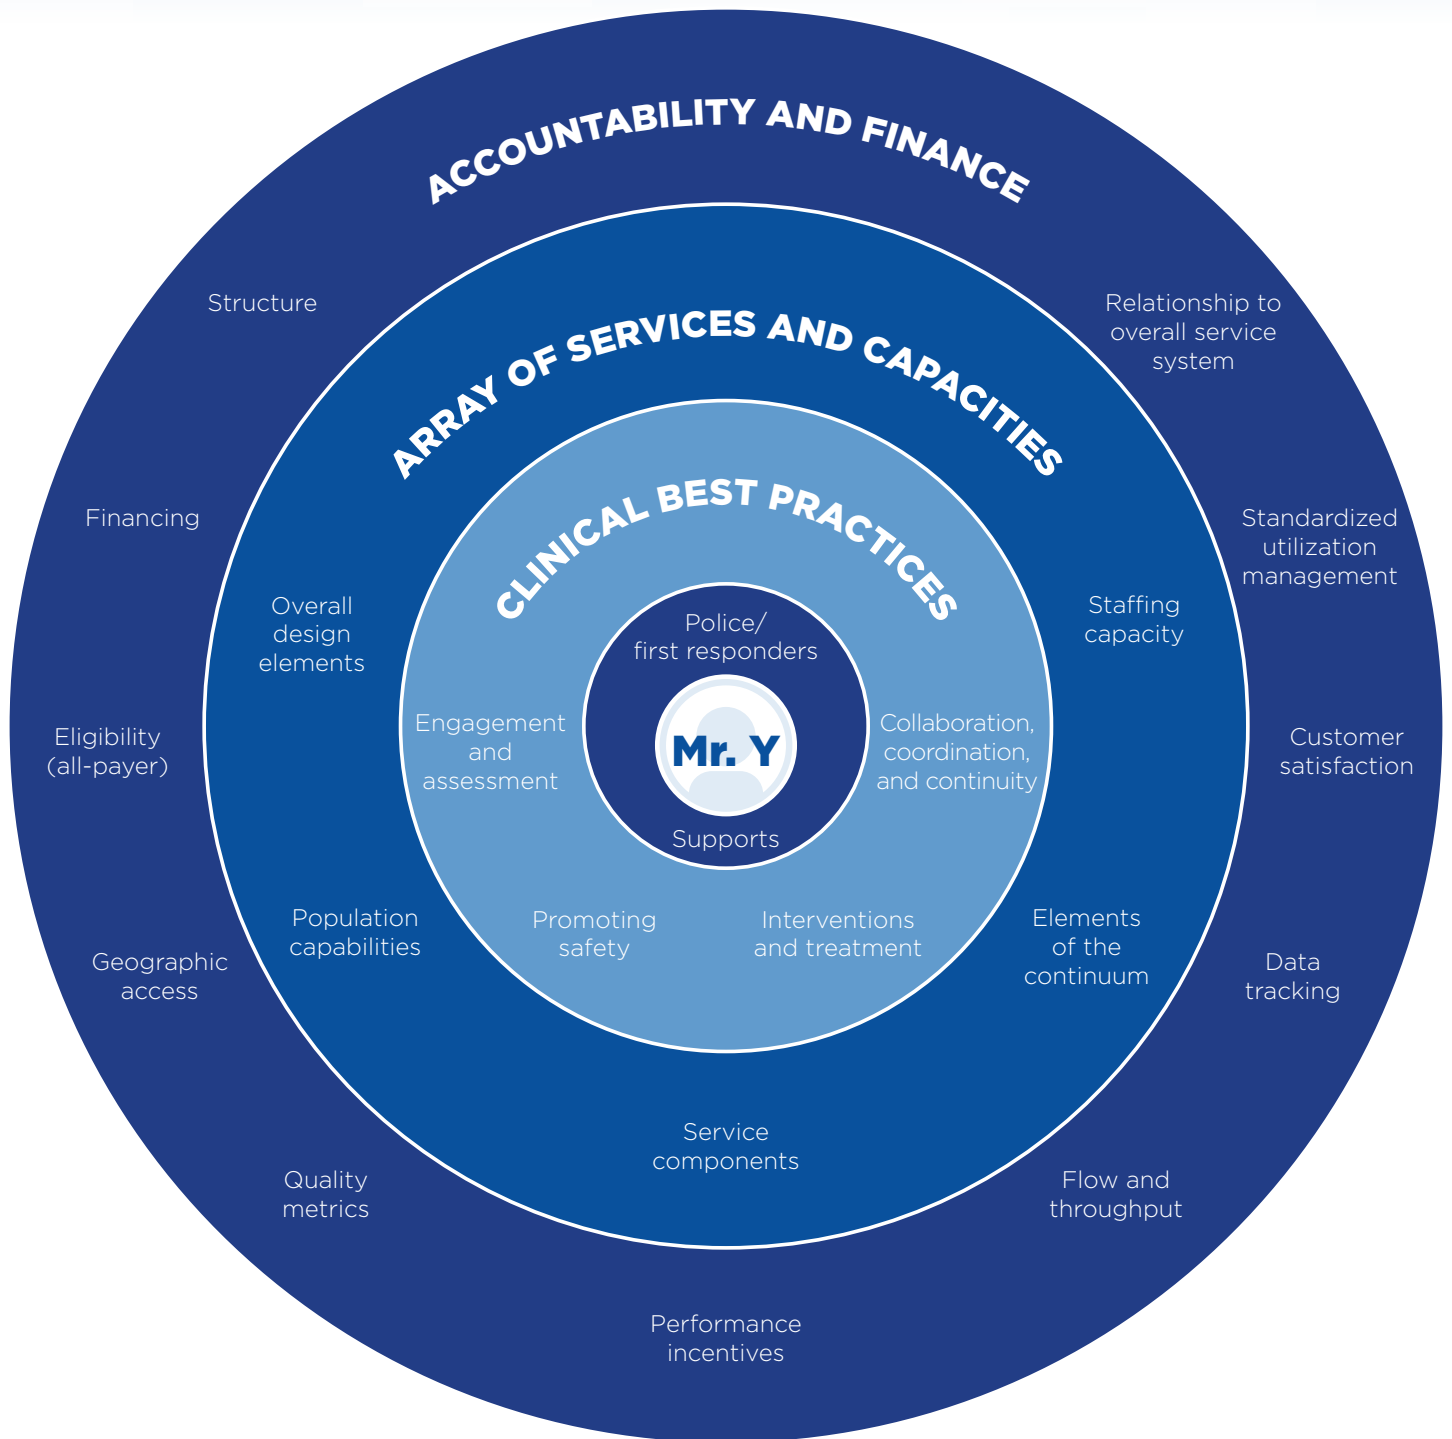 ACCOUNTABILITY AND FINANCE
Structure
Relationship to
overall service
system
Financing
Standardized
utilization
management
Eligibility
(all-payer)
Customer
satisfaction
Geographic
access
Data
tracking
Quality
metrics
Flow and
throughput
Performance
incentives
ARRAY OF SERVICES AND CAPACITIES
Overall
design
elements
Staffing
capacity
Population
capabilities
Elements
of the
continuum
Service
components
CLINICAL BEST PRACTICES
Engagement
and
assessment
Collaboration,
coordination,
and continuity
Promoting
safety
Interventions
and treatment
Police/
first responders
Mr. Y
Supports